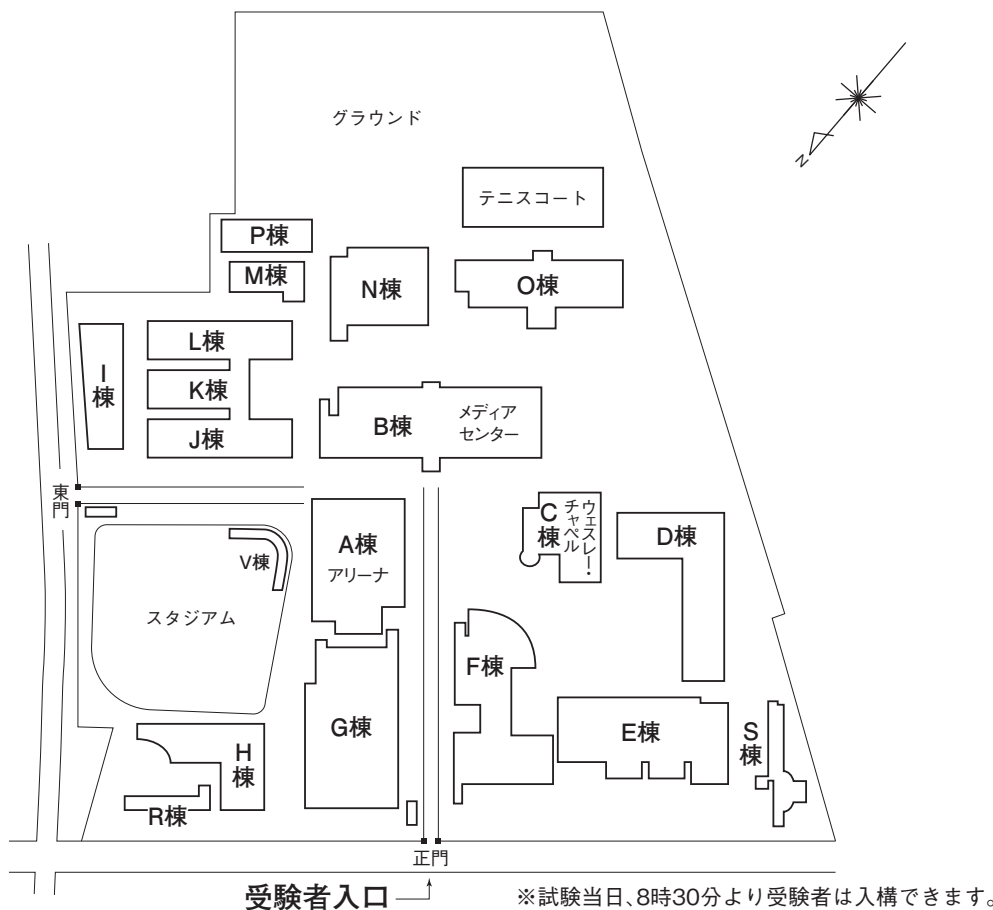 グラウンド
N
テニスコート
P棟
M棟
N棟
O棟
L棟
I棟
K棟
J棟
B棟
メディア
センター
東門
A棟
アリーナ
V棟
スタジアム
C棟
ウェスレー・
チャペル
D棟
F棟
G棟
E棟
S棟
H棟
R棟
正門
受験者入口
※試験当日、8時30分より受験者は入構できます。